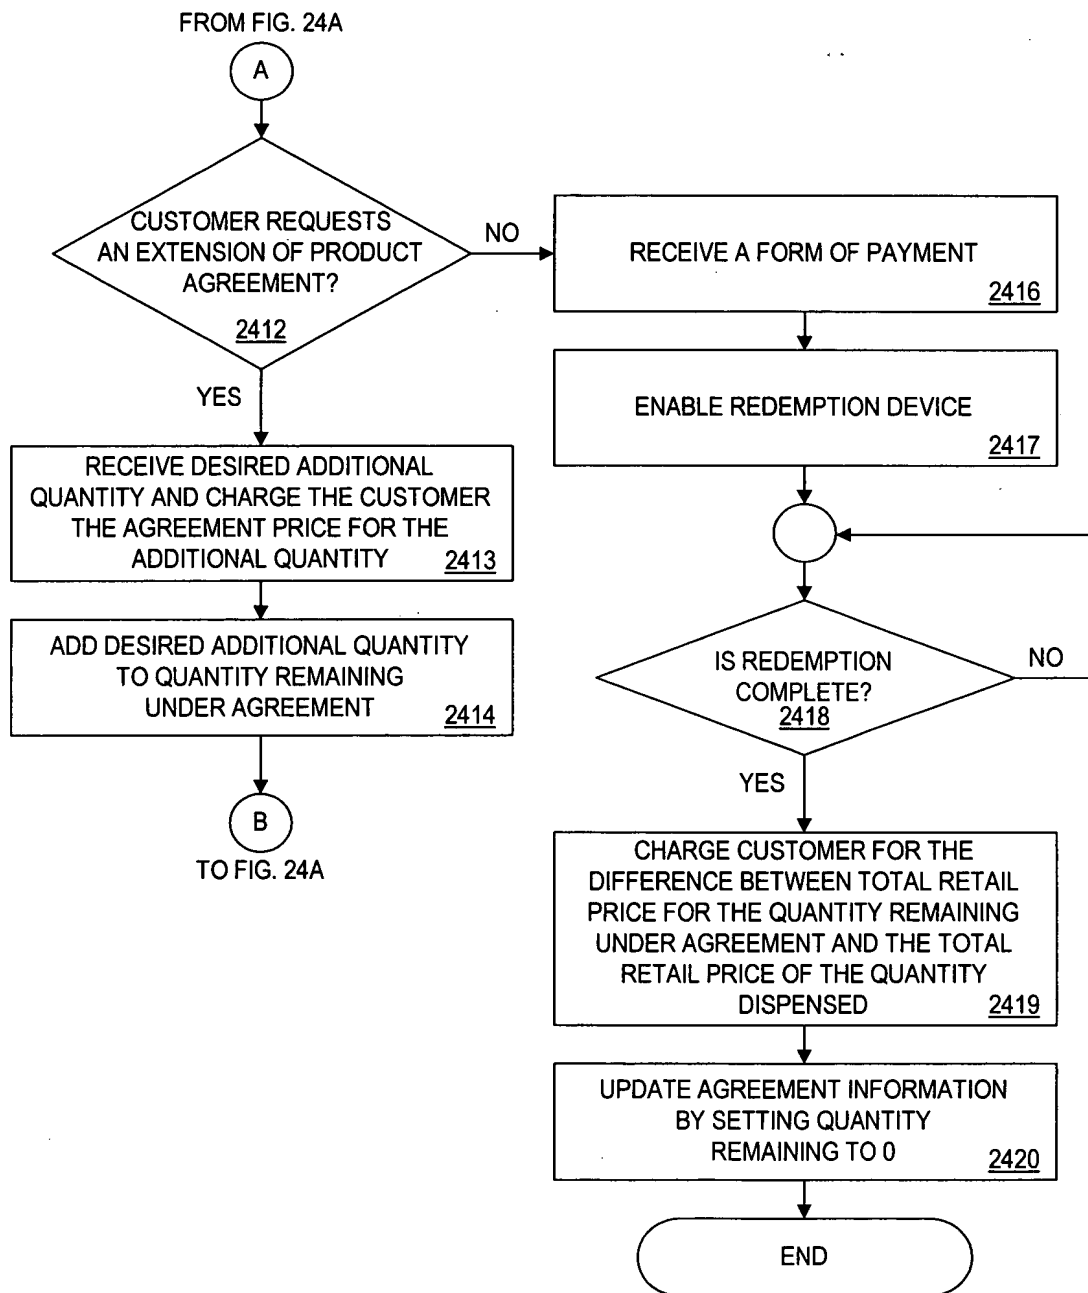 FROM FIG. 24A
A
CUSTOMER REQUESTS
AN EXTENSION OF PRODUCT
AGREEMENT?
2412
NO
YES
RECEIVE DESIRED ADDITIONAL
QUANTITY AND CHARGE THE CUSTOMER
THE AGREEMENT PRICE FOR THE
ADDITIONAL QUANTITY
2413
ADD DESIRED ADDITIONAL QUANTITY
TO QUANTITY REMAINING
UNDER AGREEMENT
2414
B
TO FIG. 24A
RECEIVE A FORM OF PAYMENT
2416
ENABLE REDEMPTION DEVICE
2417
IS REDEMPTION
COMPLETE?
2418
NO
YES
CHARGE CUSTOMER FOR THE
DIFFERENCE BETWEEN TOTAL RETAIL
PRICE FOR THE QUANTITY REMAINING
UNDER AGREEMENT AND THE TOTAL
RETAIL PRICE OF THE QUANTITY
DISPENSED
2419
UPDATE AGREEMENT INFORMATION
BY SETTING QUANTITY
REMAINING TO 0
2420
END